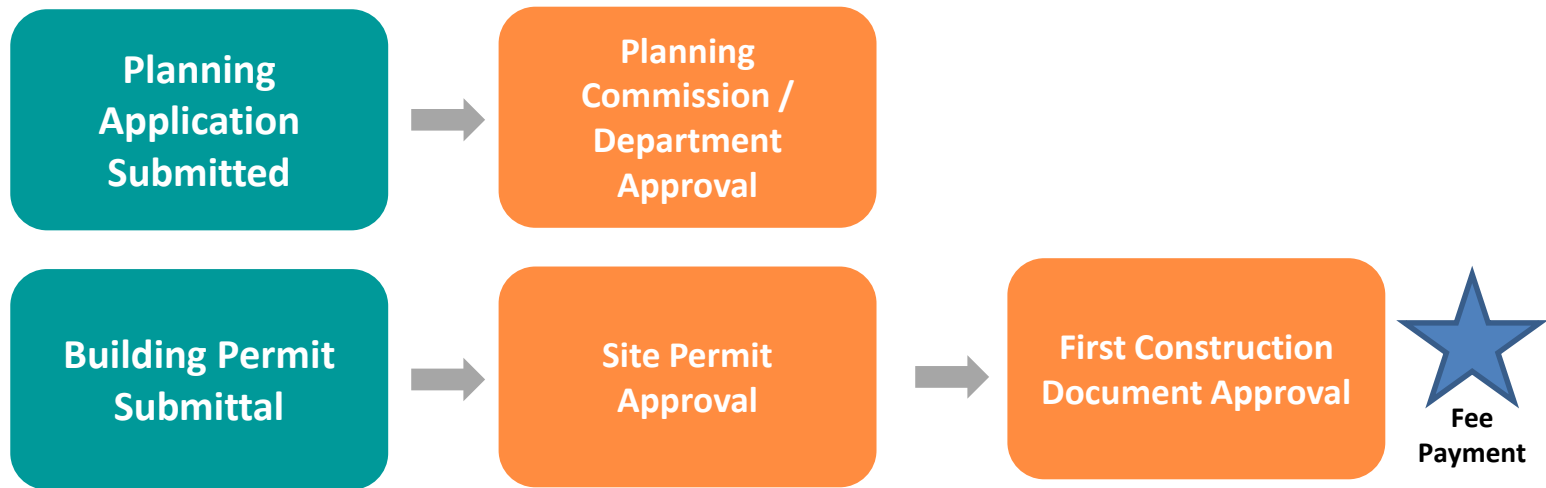 Planning
Application
Submitted
Planning
Commission /
Department
Approval
Building Permit
Submittal
Site Permit
Approval
First Construction
Document Approval
Fee
Payment